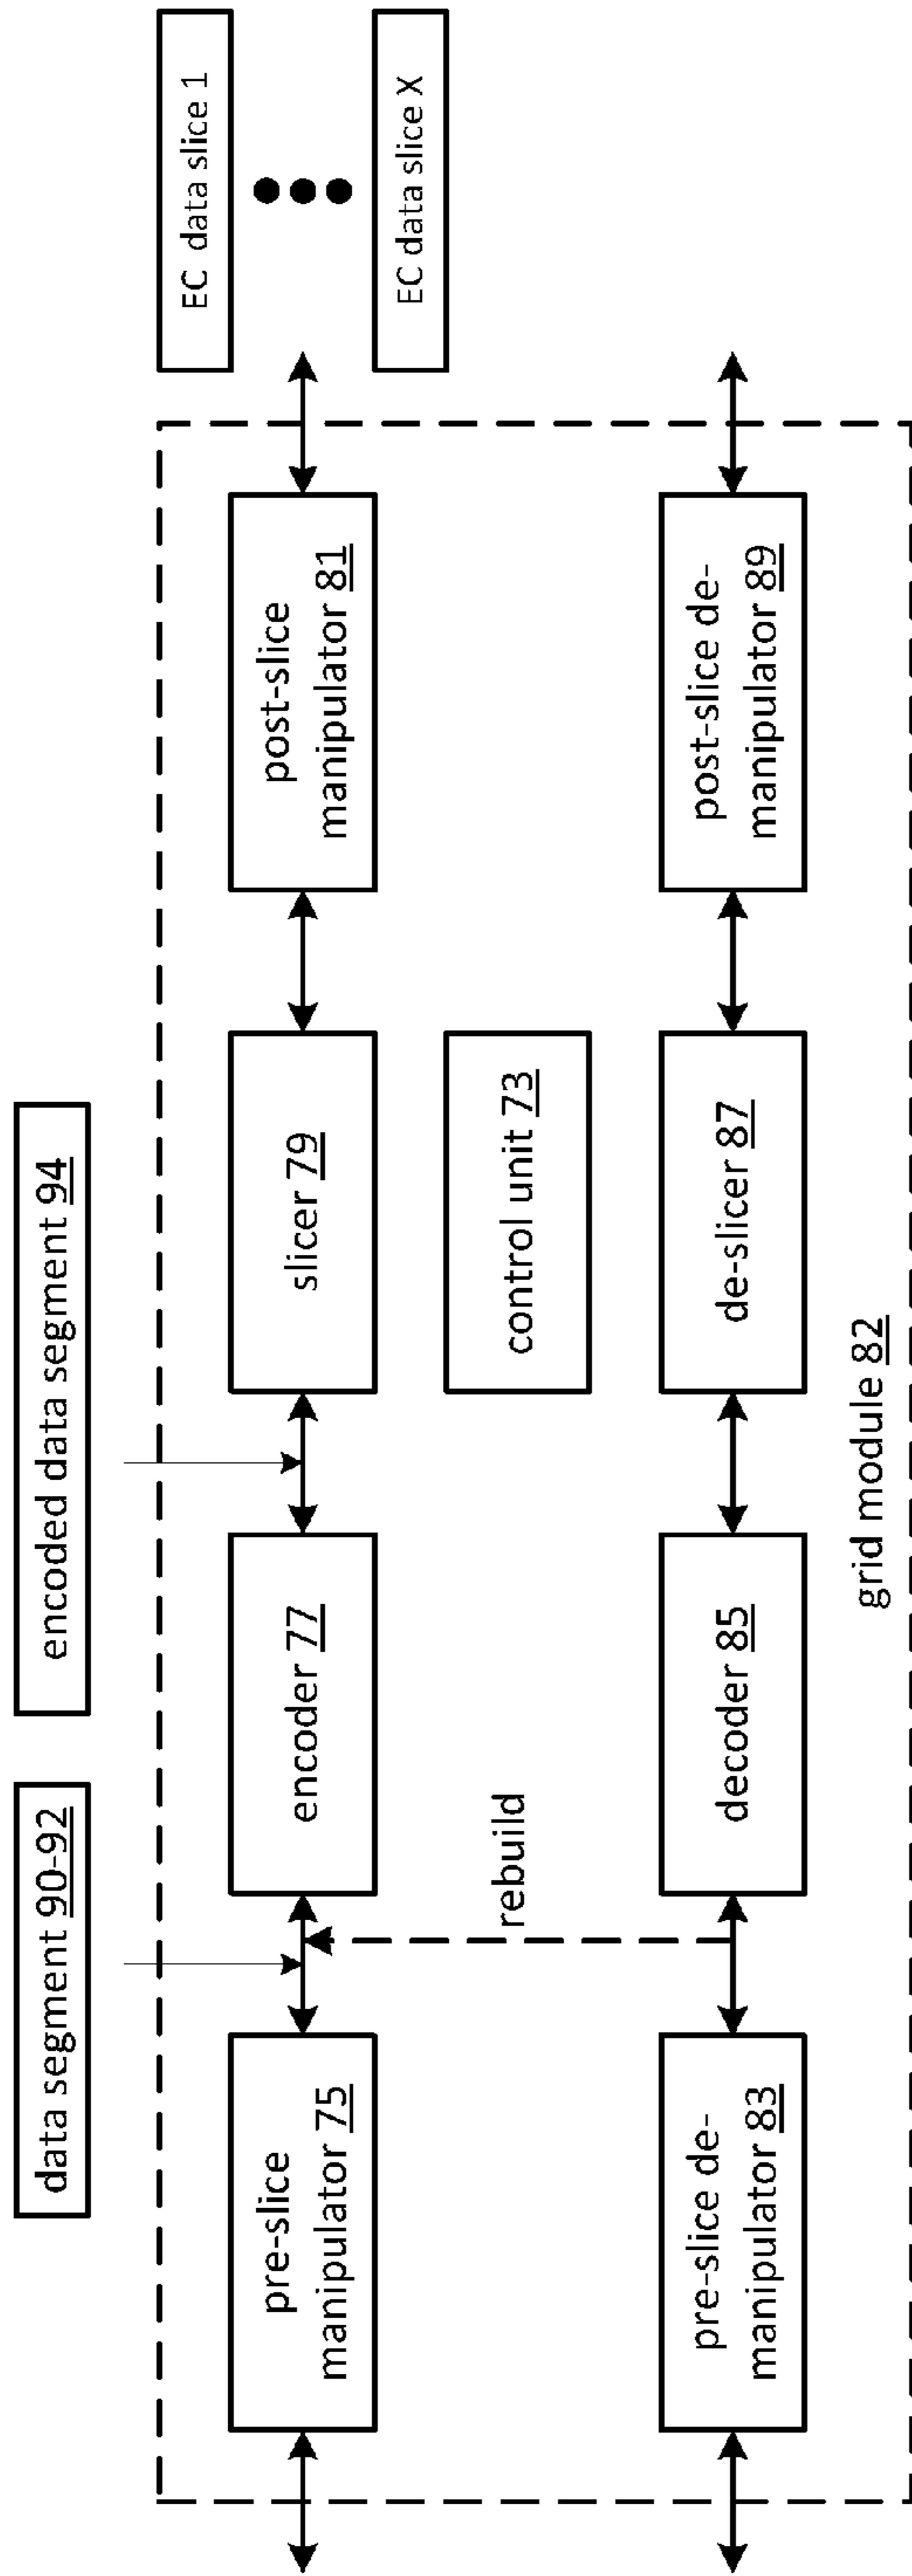 data segment 90-92
encoded data segment 94
EC data slice 1
EC data slice X
pre-slice
manipulator 75
encoder 77
slicer 79
post-slice
manipulator 81
rebuild
control unit 73
pre-slice de-
manipulator 83
decoder 85
de-slicer 87
post-slice de-
manipulator 89
grid module 82